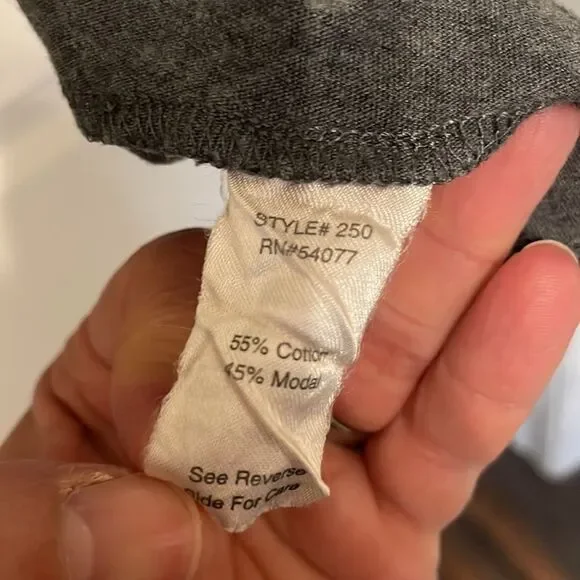 STYLE# 250
RN#54077
55% Cotton
45% Modal
See Reverse
Side For Care